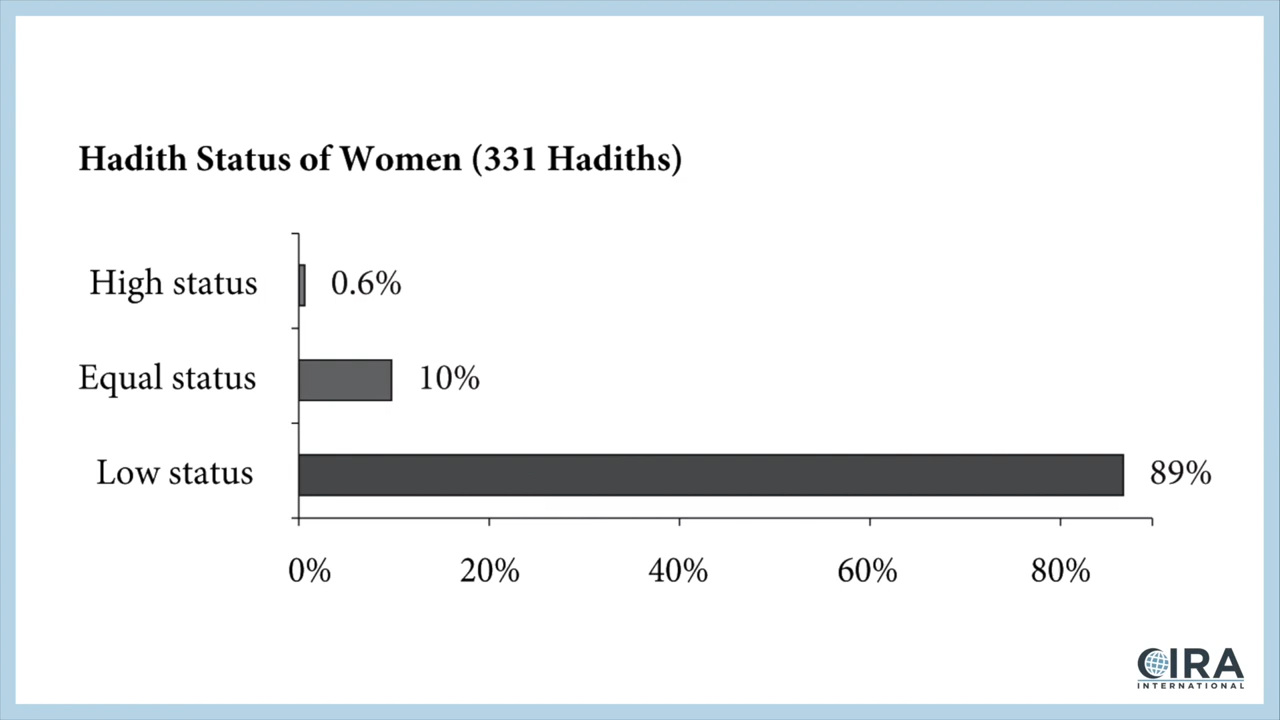 Hadith Status of Women (331 Hadiths)
High status 0.6%
Equal status 10%
Low status 89%
0% 20% 40% 60% 80%
CIRA
INTERNATIONAL